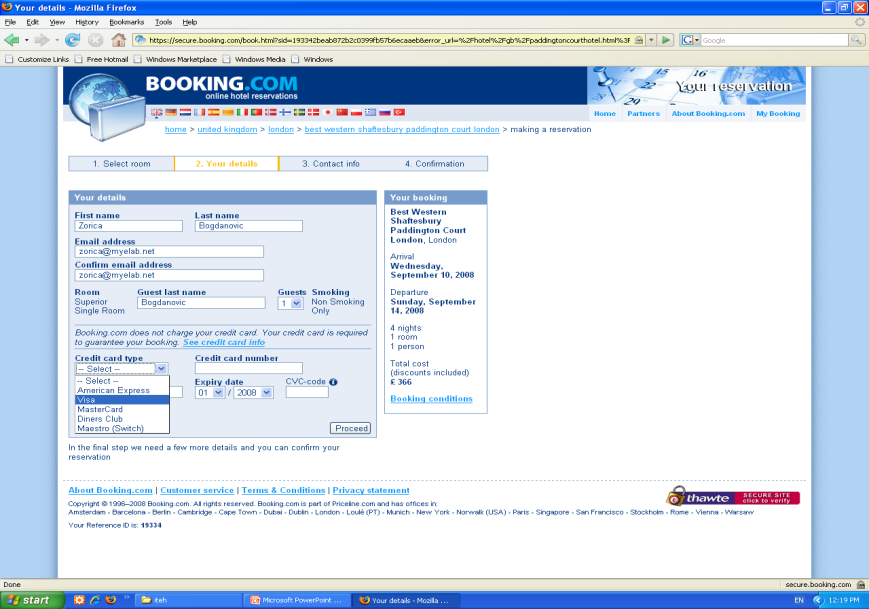 Your details - Mozilla Firefox
File Edit View History Bookmarks Tools Help
https://secure.booking.com/book.html?sid=193342beab872b2c0399fb57b6ecaaeb&error_url=%2Fhotel%2Fgb%2Fpaddingtoncourthotel.html%3F
Google
Customize Links Free Hotmail Windows Marketplace Windows Media Windows
BOOKING.COM
online hotel reservations
15 16
20
Your reservation
Home Partners About Booking.com My Booking
home > united kingdom > london > best western shaftesbury paddington court london > making a reservation
1. Select room 2. Your details 3. Contact info 4. Confirmation
Your details
First name Last name
Zorica Bogdanovic
Email address
zorica@myelab.net
Confirm email address
zorica@myelab.net
Room Guest last name Guests Smoking
Superior Single Room Bogdanovic 1 Non Smoking Only
Booking.com does not charge your credit card. Your credit card is required
to guarantee your booking. See credit card info
Credit card type Credit card number
-- Select --
-- Select --
American Express
Visa
MasterCard
Diners Club
Maestro (Switch)
Expiry date CVC-code
01 / 2008
Proceed
In the final step we need a few more details and you can confirm your
reservation
Your booking
Best Western
Shaftesbury
Paddington Court
London, London
Arrival
Wednesday,
September 10, 2008
Departure
Sunday, September
14, 2008
4 nights
1 room
1 person
Total cost
(discounts included)
£ 366
Booking conditions
About Booking.com | Customer service | Terms & Conditions | Privacy statement
Copyright © 1996–2008 Booking.com. All rights reserved. Booking.com is part of Priceline.com and has offices in:
Amsterdam - Barcelona - Berlin - Cambridge - Cape Town - Dubai - Dublin - London - Loulé (PT) - Munich - New York - Norwalk (USA) - Paris - Singapore - San Francisco - Stockholm - Rome - Vienna - Warsaw
Your Reference ID is: 19334
thawte SECURE SITE
click to verify
Done secure.booking.com
start iteh Microsoft PowerPoint ... Your details - Mozilla ... EN 12:19 PM